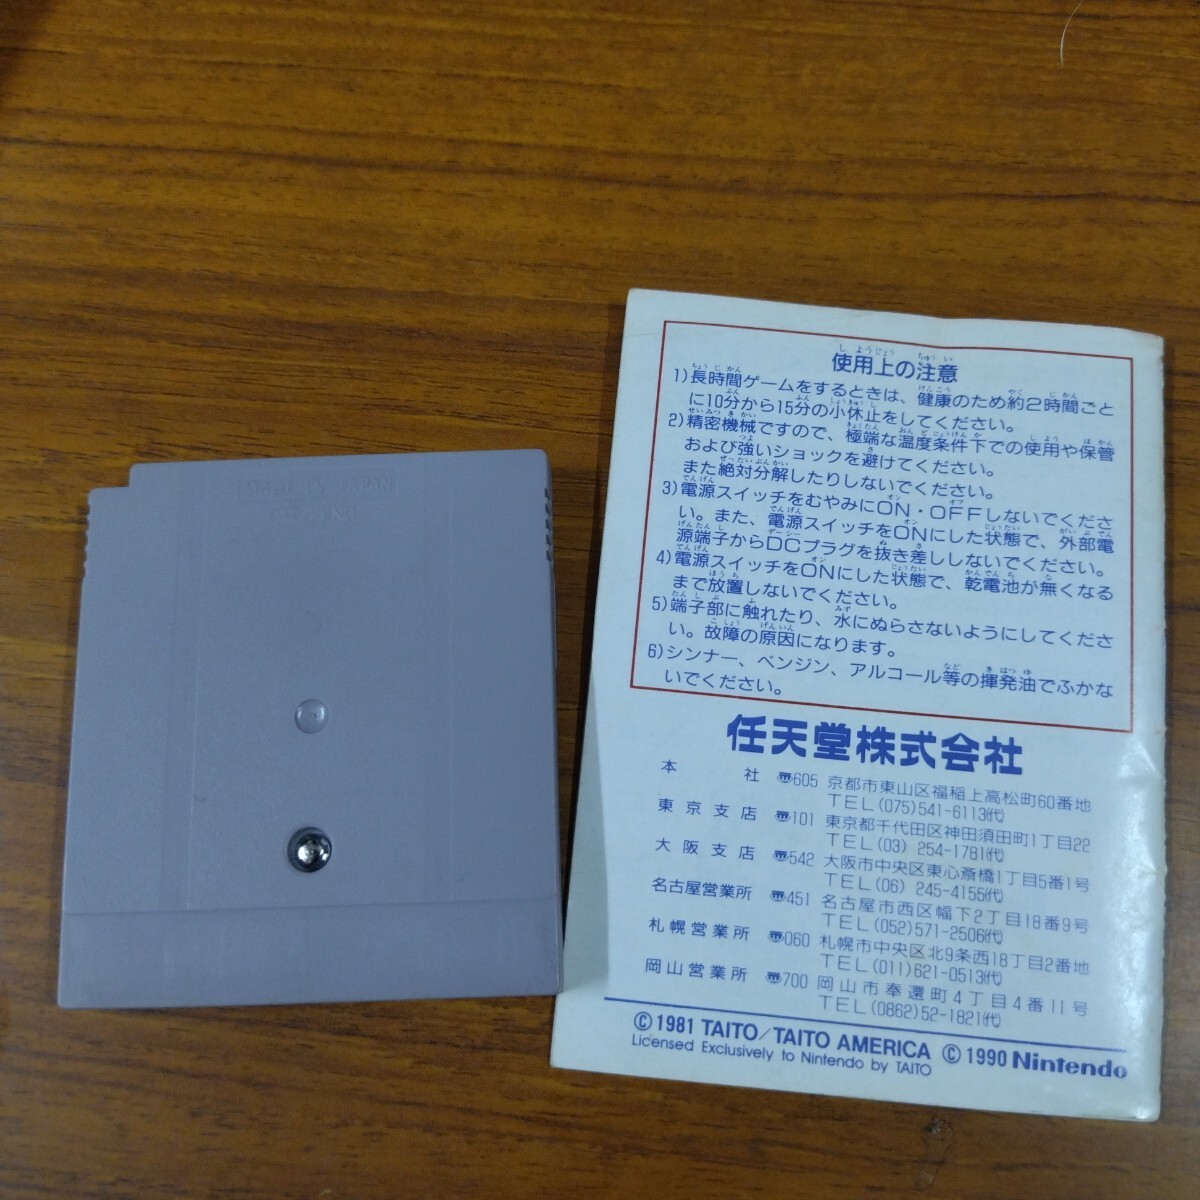 使用上の注意
1)長時間ゲームをするときは、健康のため約2時間ごと
に10分から15分の小休止をしてください。
2)精密機械ですので、極端な温度条件下での使用や保管
および強いショックを避けてください。
また絶対分解したりしないでください。
3)電源スイッチをむやみにON・OFFしないでくださ
い。また、電源スイッチをONにした状態で、外部電
源端子からDCプラグを抜き差ししないでください。
4)電源スイッチをONにした状態で、乾電池が無くなる
まで放置しないでください。
5)端子部に触れたり、水にぬらさないようにしてくださ
い。故障の原因になります。
6)シンナー、ベンジン、アルコール等の揮発油でふかな
いでください。
任天堂株式会社
本社 〠605 京都市東山区福稲上高松町60番地
TEL(075)541-6113(代)
東京支店 〠101 東京都千代田区神田須田町1丁目22
TEL(03) 254-1781(代)
大阪支店 〠542 大阪市中央区東心斎橋1丁目5番1号
TEL(06) 245-4155(代)
名古屋営業所 〠451 名古屋市西区幅下2丁目18番9号
TEL(052)571-2506(代)
札幌営業所 〠060 札幌市中央区北9条西18丁目2番地
TEL(011)621-0513(代)
岡山営業所 〠700 岡山市奉還町4丁目4番11号
TEL(0862)52-1821(代)
© 1981 TAITO/TAITO AMERICA © 1990 Nintendo
Licensed Exclusively to Nintendo by TAITO